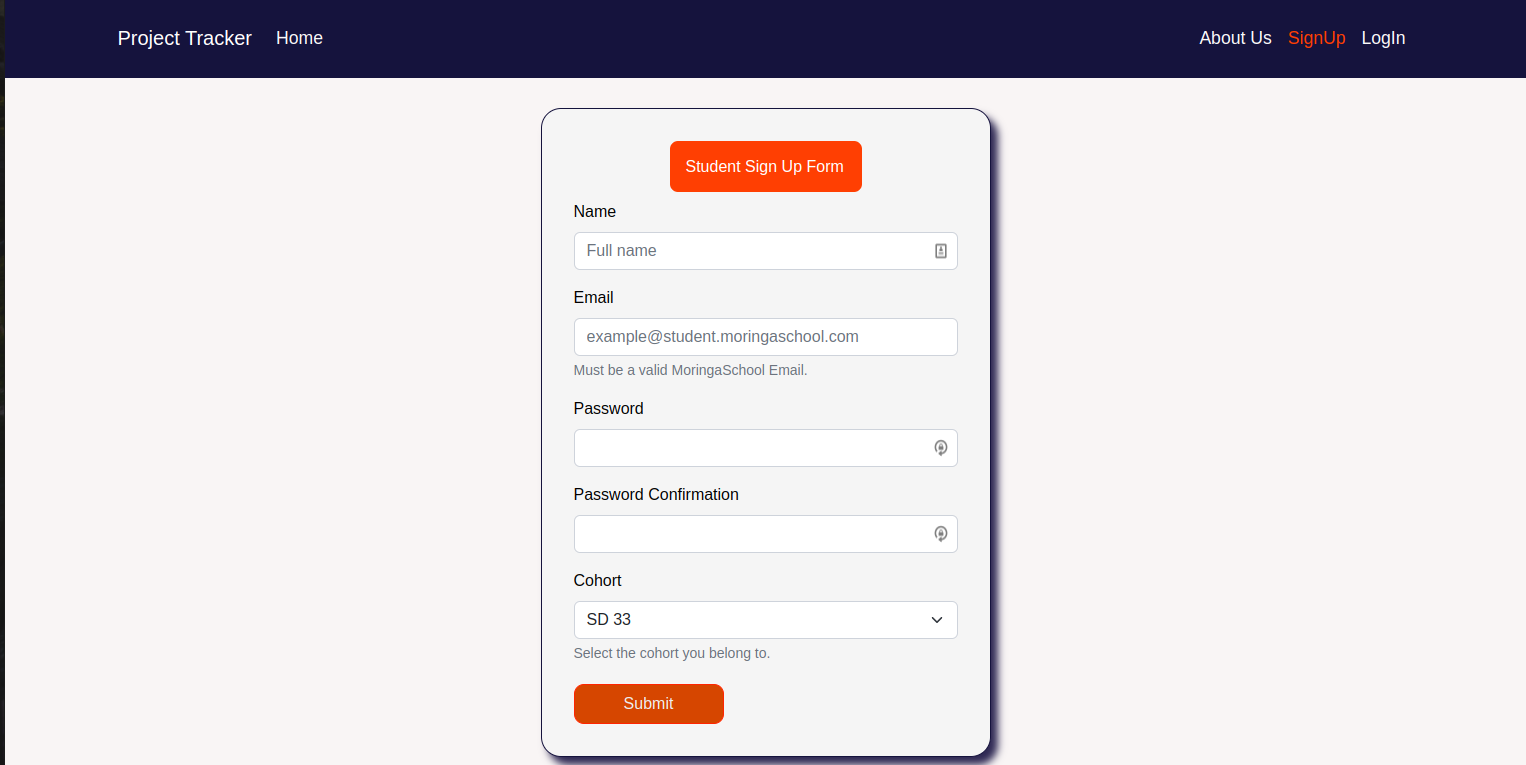 Project Tracker Home About Us SignUp LogIn
Student Sign Up Form
Name
Full name
Email
example@student.moringaschool.com
Must be a valid MoringaSchool Email.
Password
Password Confirmation
Cohort
SD 33
Select the cohort you belong to.
Submit